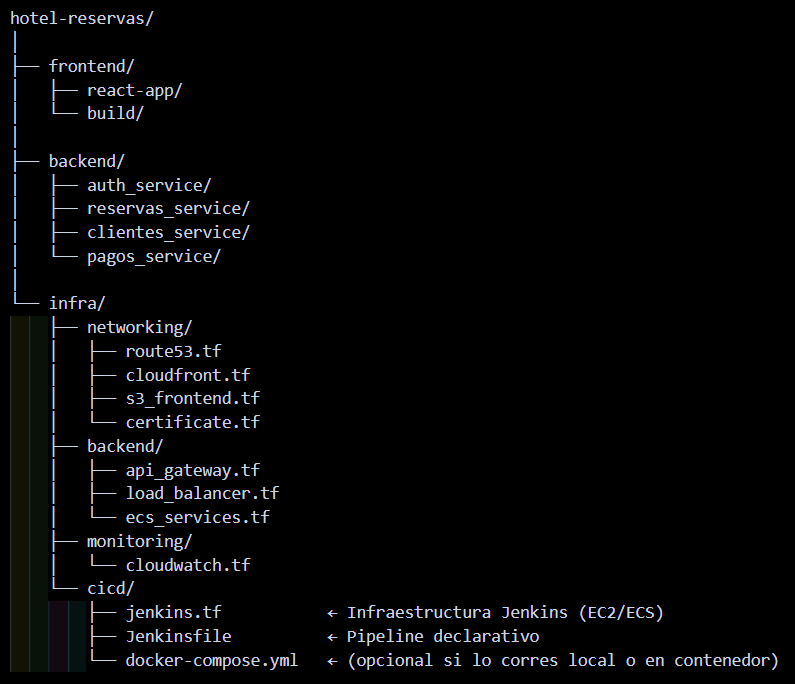 hotel-reservas/
│
├── frontend/
│   ├── react-app/
│   └── build/
│
├── backend/
│   ├── auth_service/
│   ├── reservas_service/
│   ├── clientes_service/
│   └── pagos_service/
│
└── infra/
    ├── networking/
    │   ├── route53.tf
    │   ├── cloudfront.tf
    │   ├── s3_frontend.tf
    │   └── certificate.tf
    ├── backend/
    │   ├── api_gateway.tf
    │   ├── load_balancer.tf
    │   └── ecs_services.tf
    ├── monitoring/
    │   └── cloudwatch.tf
    └── cicd/
        ├── jenkins.tf           ← Infraestructura Jenkins (EC2/ECS)
        ├── Jenkinsfile          ← Pipeline declarativo
        └── docker-compose.yml   ← (opcional si lo corres local o en contenedor)